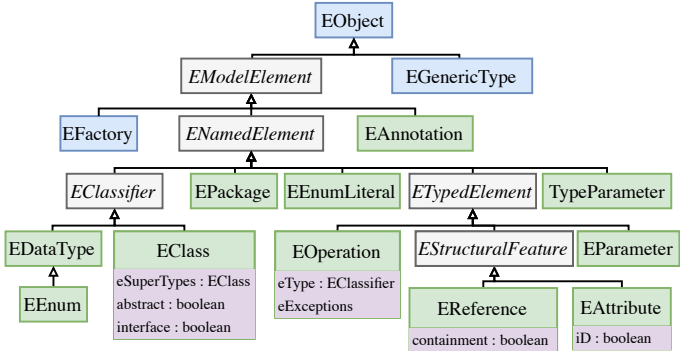 EObject
EModelElement
EGenericType
EFactory
ENamedElement
EAnnotation
EClassifier
EPackage
EEnumLiteral
ETypedElement
TypeParameter
EDataType
EClass
eSuperTypes : EClass
abstract : boolean
interface : boolean
EOperation
eType : EClassifier
eExceptions
EStructuralFeature
EParameter
EEnum
EReference
containment : boolean
EAttribute
iD : boolean